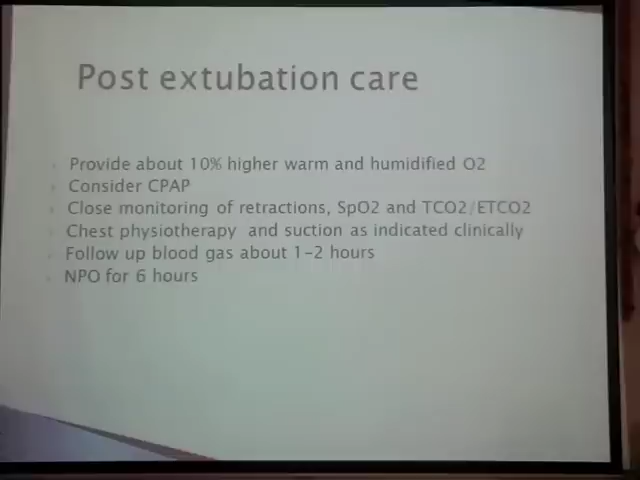 Post extubation care
Provide about 10% higher warm and humidified O2
Consider CPAP
Close monitoring of retractions, SpO2 and TCO2/ETCO2
Chest physiotherapy and suction as indicated clinically
Follow up blood gas about 1-2 hours
NPO for 6 hours